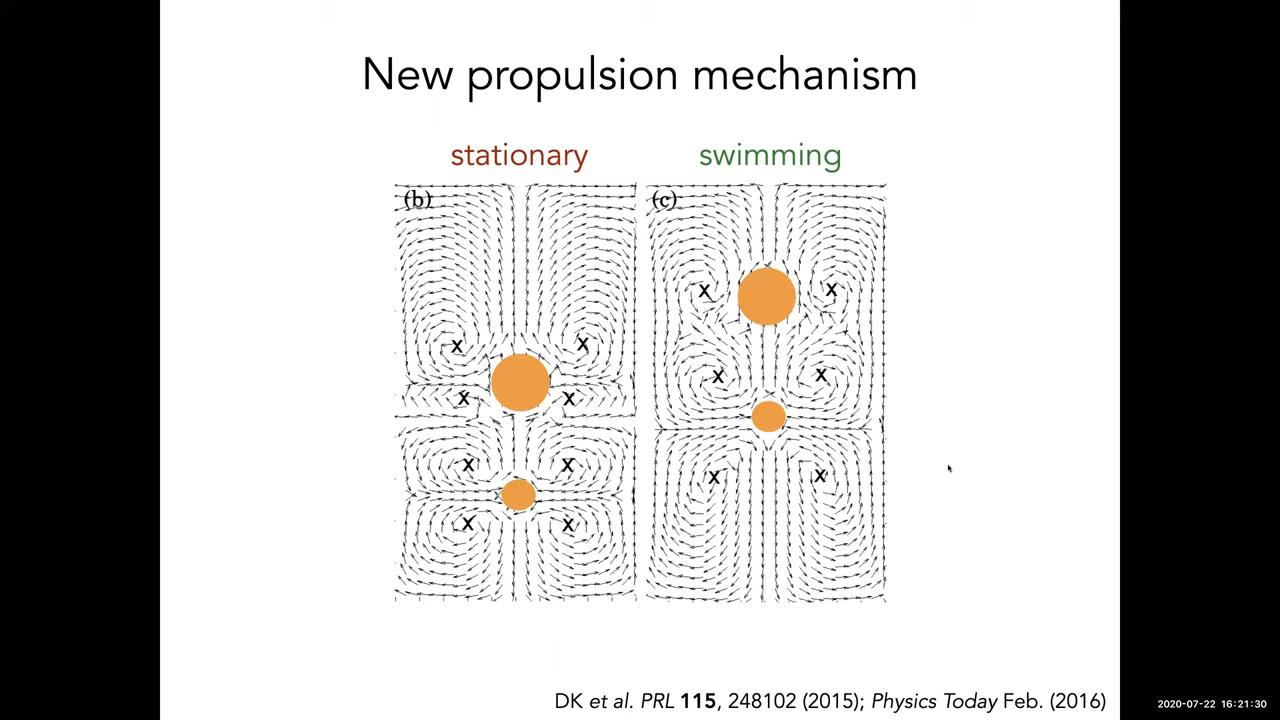 New propulsion mechanism
stationary
swimming
(b)
(c)
X X
X X
X X
X X
X X
X X
X X
DK et al. PRL 115, 248102 (2015); Physics Today Feb. (2016)
2020-07-22 16:21:30